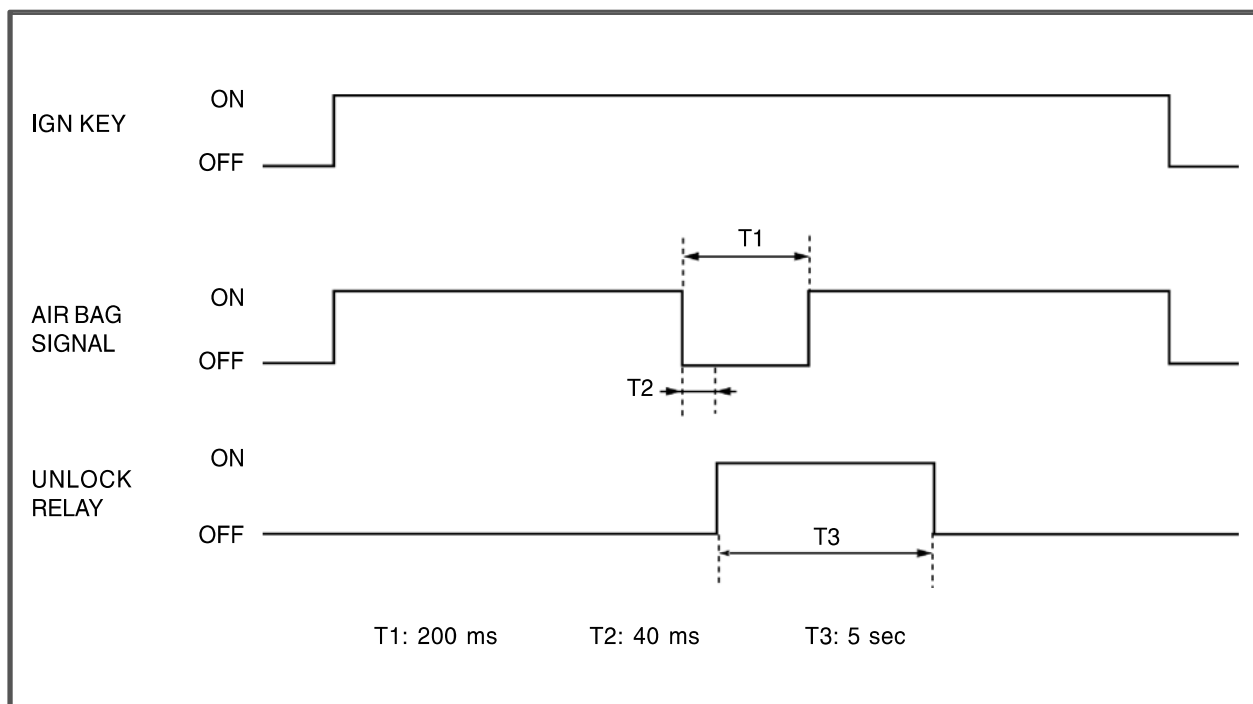 ON
IGN KEY
OFF
T1
ON
AIR BAG
SIGNAL
OFF
T2
ON
UNLOCK
RELAY
OFF
T3
T1: 200 ms T2: 40 ms T3: 5 sec